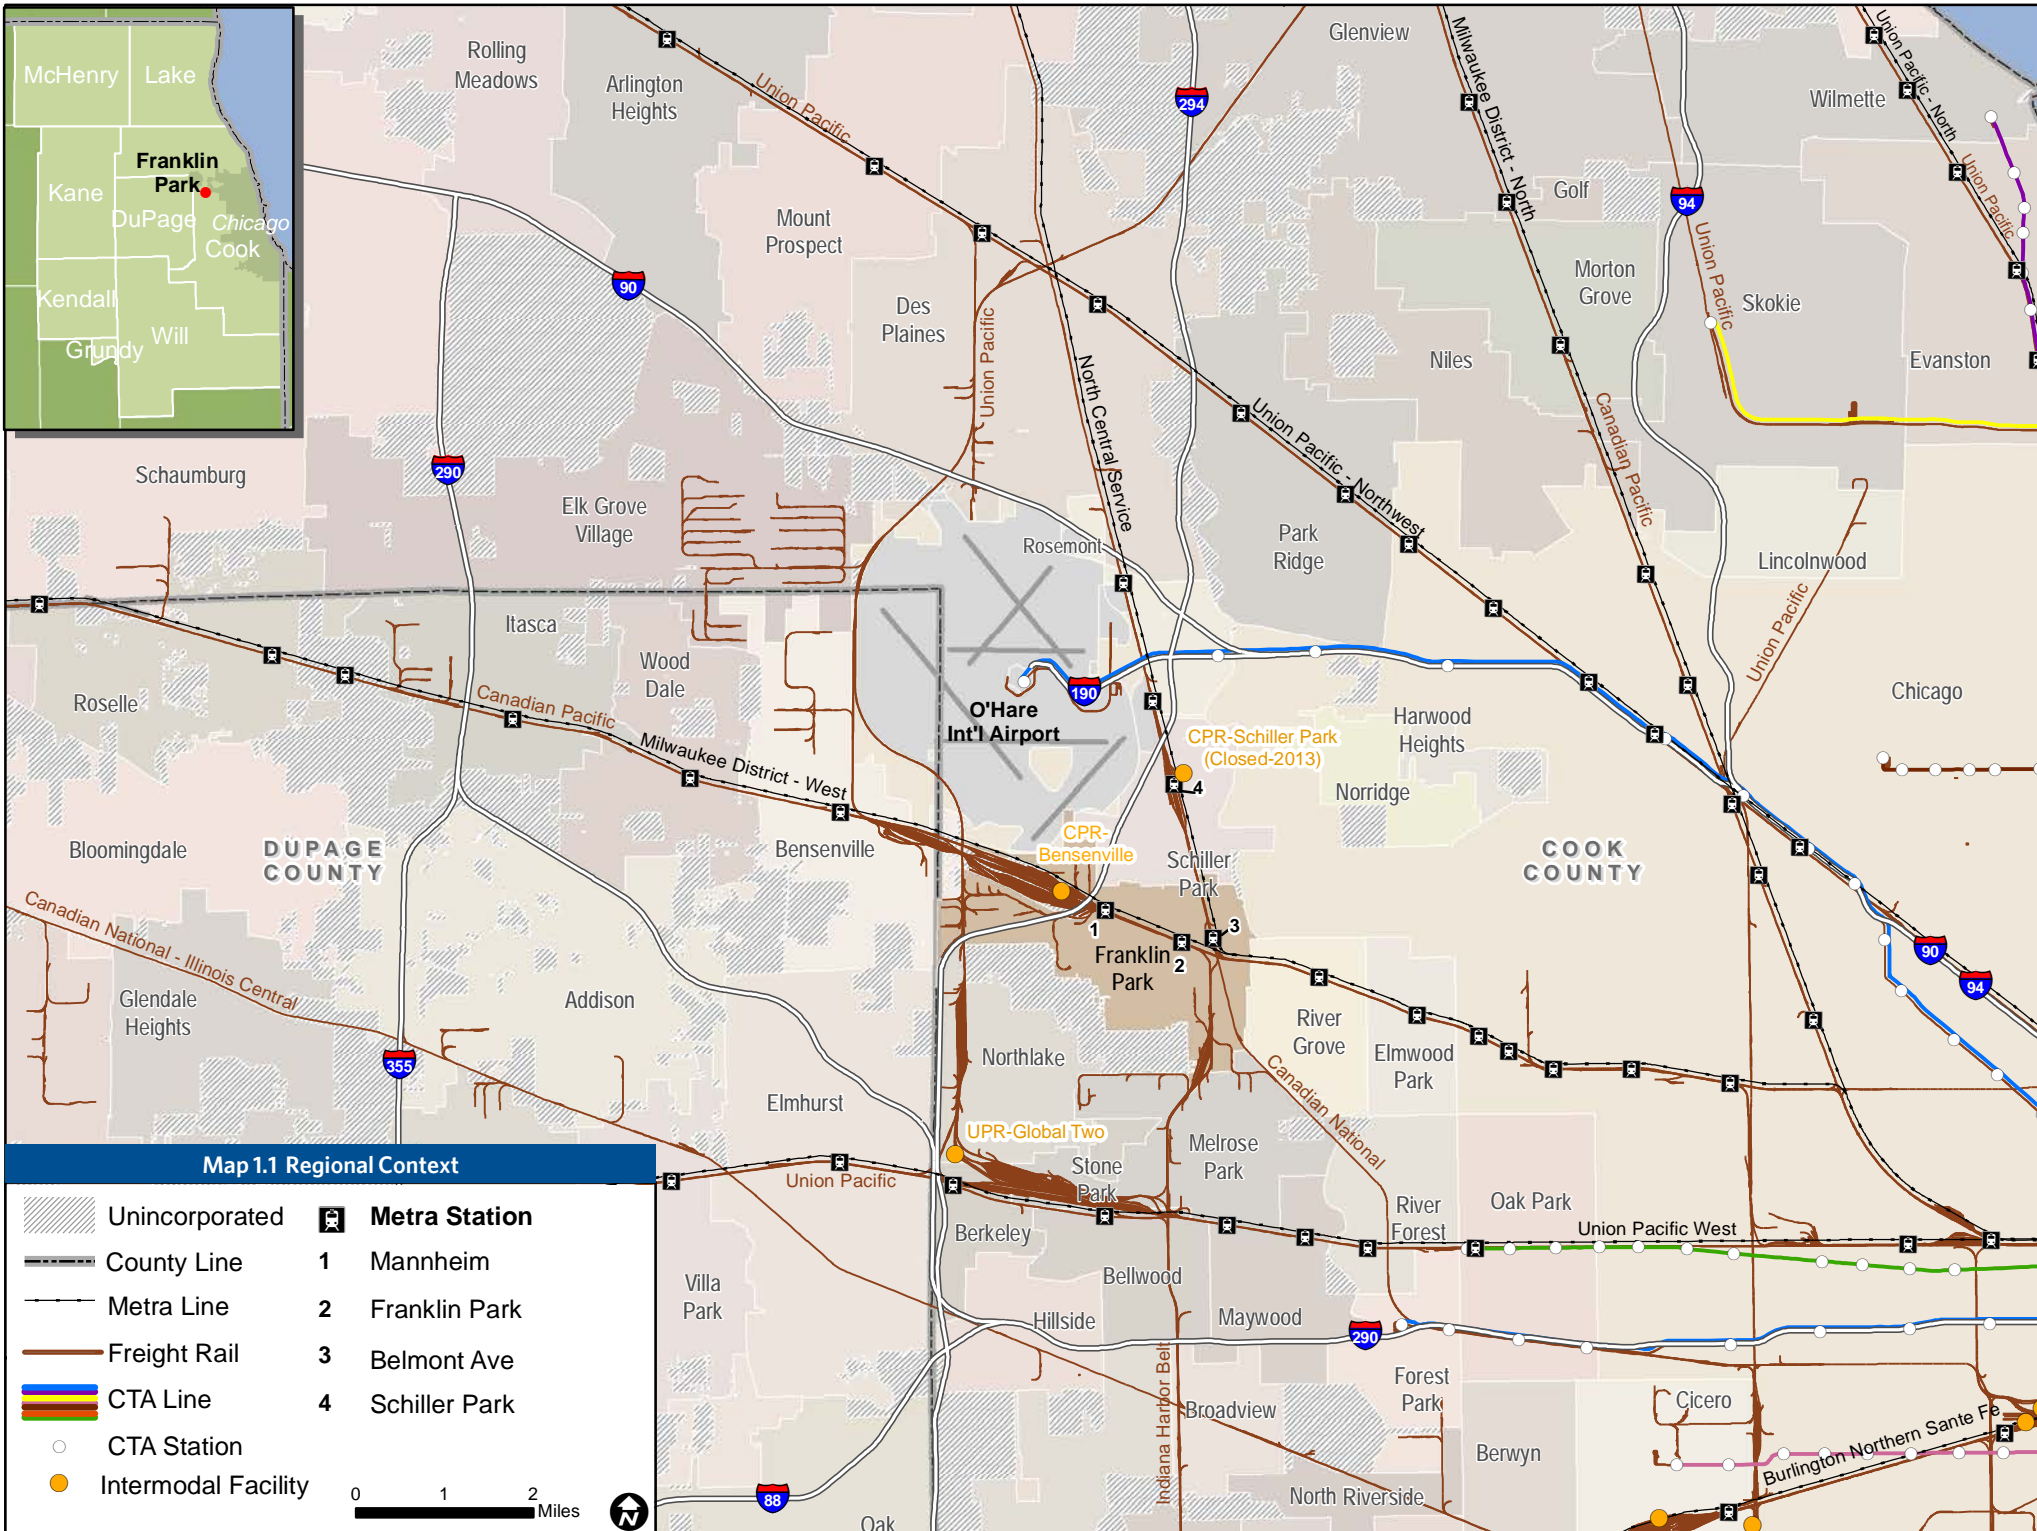 McHenry
Lake
Franklin
Park
Kane
DuPage
Chicago
Cook
Kendall
Will
Grundy
Rolling
Meadows
Arlington
Heights
Union Pacific
Glenview
294
Milwaukee District - North
Union Pacific - North
Wilmette
Union Pacific
Golf
94
Union Pacific
Mount
Prospect
90
Des
Plaines
Union Pacific
Morton
Grove
Skokie
Niles
Evanston
North Central Service
Union Pacific - Northwest
Canadian Pacific
Schaumburg
290
Elk Grove
Village
Rosemont
Park
Ridge
Lincolnwood
Union Pacific
Itasca
Wood
Dale
Roselle
Canadian Pacific
Milwaukee District - West
190
O'Hare
Int'l Airport
CPR-Schiller Park
(Closed-2013)
4
Harwood
Heights
Norridge
Chicago
Bloomingdale
DUPAGE
COUNTY
Bensenville
CPR-
Bensenville
Schiller
Park
COOK
COUNTY
Canadian National - Illinois Central
1
Franklin
Park
2
3
90
94
Glendale
Heights
Addison
355
River
Grove
Elmwood
Park
Northlake
Canadian National
Elmhurst
UPR-Global Two
Stone
Park
Melrose
Park
Union Pacific
River
Forest
Oak Park
Union Pacific West
Berkeley
Bellwood
Villa
Park
Hillside
Maywood
290
Indiana Harbor Belt
Forest
Park
Broadview
Cicero
Berwyn
Burlington Northern Sante Fe
North Riverside
88
Oak
Map 1.1 Regional Context
Unincorporated
County Line
Metra Line
Freight Rail
CTA Line
CTA Station
Intermodal Facility
Metra Station
1 Mannheim
2 Franklin Park
3 Belmont Ave
4 Schiller Park
0 1 2
Miles
N